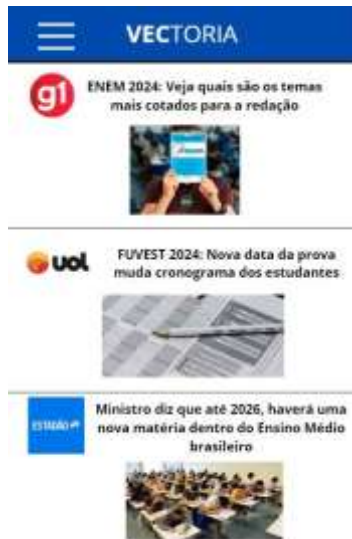 VECTORIA
g1
ENEM 2024: Veja quais são os temas
mais cotados para a redação
uol
FUVEST 2024: Nova data da prova
muda cronograma dos estudantes
ESTADÃO
Ministro diz que até 2026, haverá uma
nova matéria dentro do Ensino Médio
brasileiro